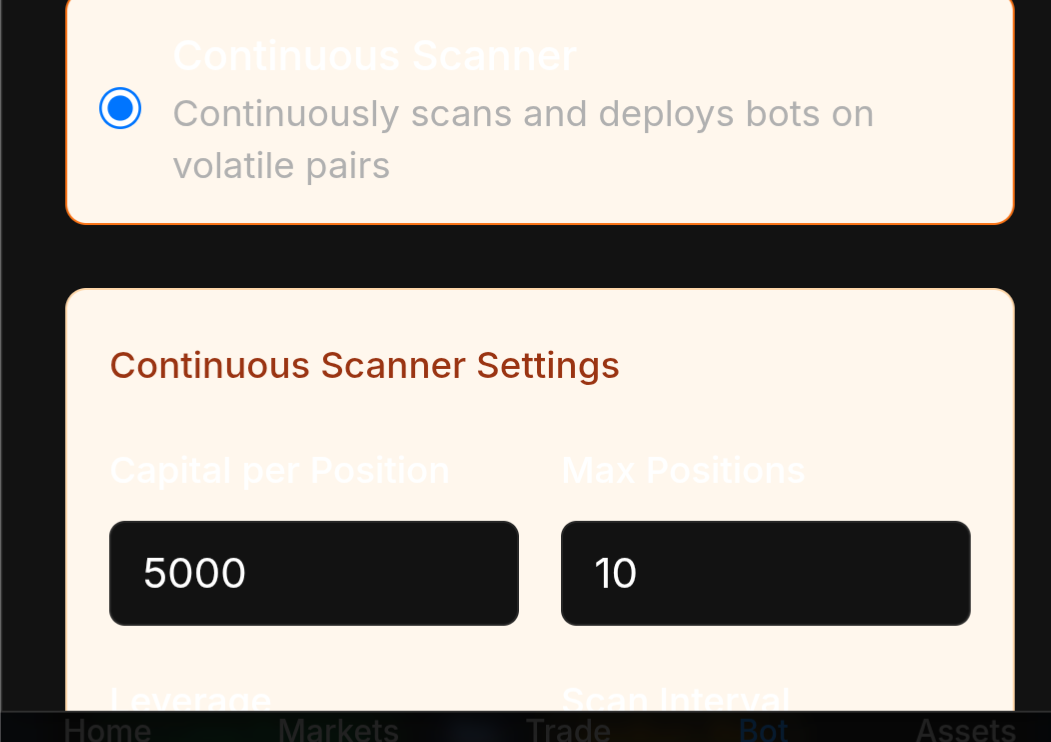 Continuous Scanner
Continuously scans and deploys bots on
volatile pairs
Continuous Scanner Settings
Capital per Position Max Positions
5000 10
Leverage Scan Interval
Home Markets Trade Bot Assets